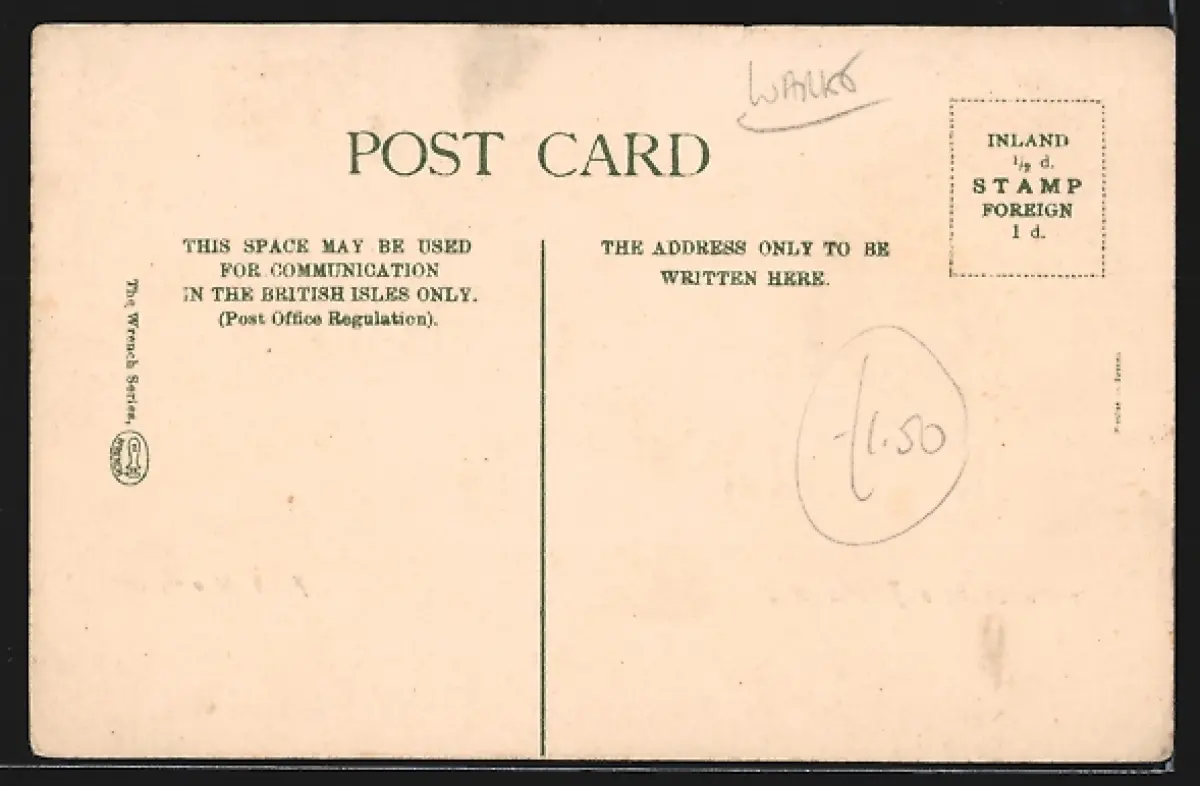 POST CARD
INLAND
1/2 d.
STAMP
FOREIGN
1 d.
THIS SPACE MAY BE USED
FOR COMMUNICATION
IN THE BRITISH ISLES ONLY.
(Post Office Regulation).
THE ADDRESS ONLY TO BE
WRITTEN HERE.
The Wrench Series,
1.50